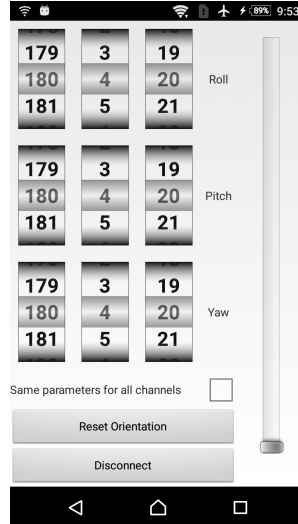 89% 9:53
179 3 19
180 4 20 Roll
181 5 21
179 3 19
180 4 20 Pitch
181 5 21
179 3 19
180 4 20 Yaw
181 5 21
Same parameters for all channels
Reset Orientation
Disconnect